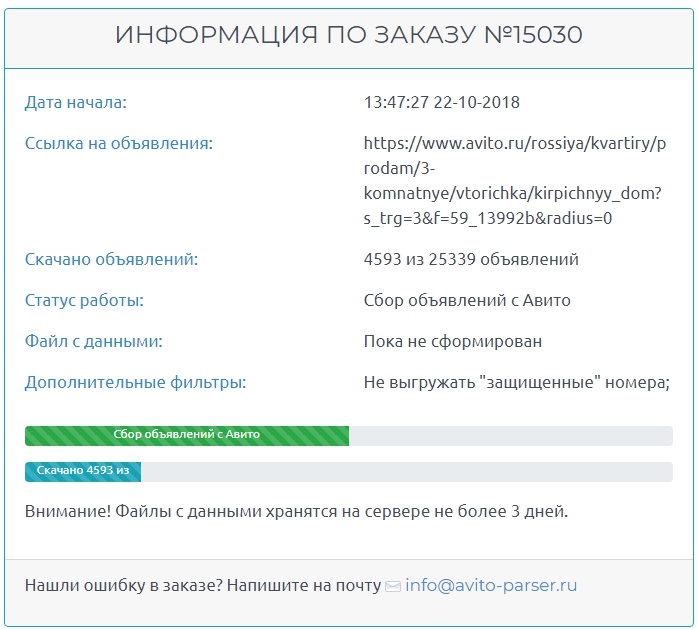 ИНФОРМАЦИЯ ПО ЗАКАЗУ №15030
Дата начала: 13:47:27 22-10-2018
Ссылка на объявления: https://www.avito.ru/rossiya/kvartiry/p
rodam/3-
komnatnye/vtorichka/kirpichnyy_dom?
s_trg=3&f=59_13992b&radius=0
Скачано объявлений: 4593 из 25339 объявлений
Статус работы: Сбор объявлений с Авито
Файл с данными: Пока не сформирован
Дополнительные фильтры: Не выгружать "защищенные" номера;
Сбор объявлений с Авито
Скачано 4593 из
Внимание! Файлы с данными хранятся на сервере не более 3 дней.
Нашли ошибку в заказе? Напишите на почту info@avito-parser.ru